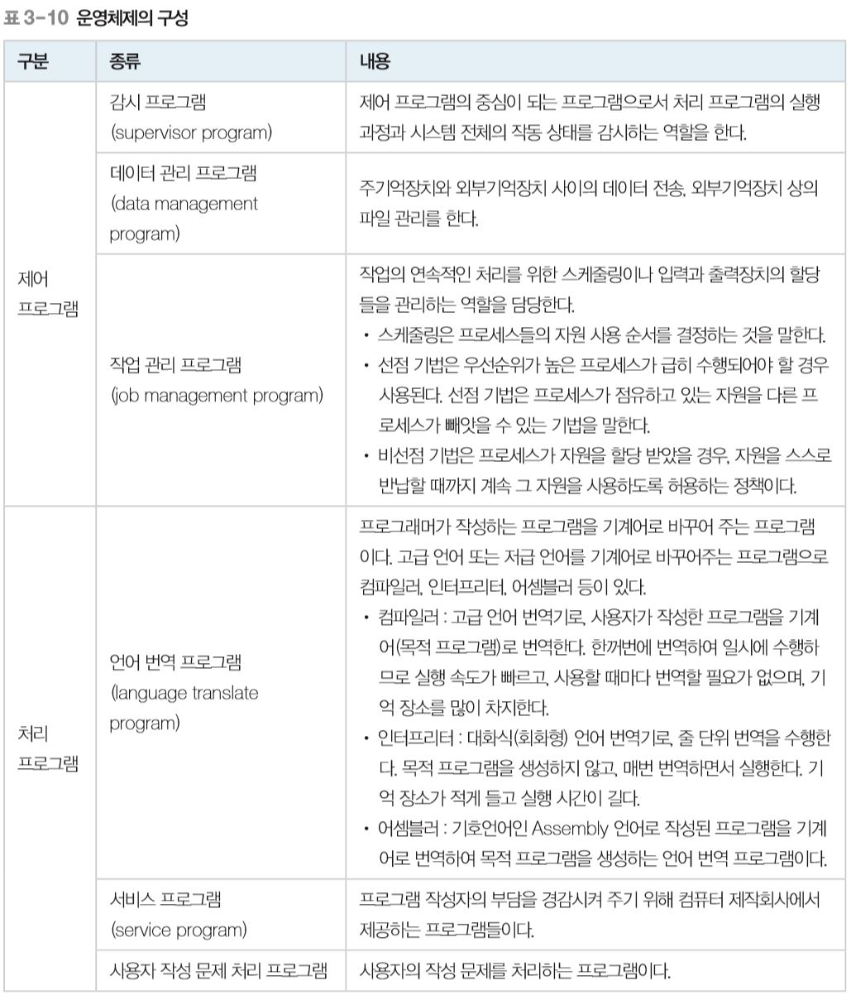 표 3-10 운영체제의 구성
구분
종류
내용
제어
프로그램
감시 프로그램
(supervisor program)
제어 프로그램의 중심이 되는 프로그램으로서 처리 프로그램의 실행
과정과 시스템 전체의 작동 상태를 감시하는 역할을 한다.
데이터 관리 프로그램
(data management
program)
주기억장치와 외부기억장치 사이의 데이터 전송, 외부기억장치 상의
파일 관리를 한다.
작업 관리 프로그램
(job management program)
작업의 연속적인 처리를 위한 스케줄링이나 입력과 출력장치의 할당
들을 관리하는 역할을 담당한다.
• 스케줄링은 프로세스들의 자원 사용 순서를 결정하는 것을 말한다.
• 선점 기법은 우선순위가 높은 프로세스가 급히 수행되어야 할 경우
사용된다. 선점 기법은 프로세스가 점유하고 있는 자원을 다른 프
로세스가 빼앗을 수 있는 기법을 말한다.
• 비선점 기법은 프로세스가 자원을 할당 받았을 경우, 자원을 스스로
반납할 때까지 계속 그 자원을 사용하도록 허용하는 정책이다.
처리
프로그램
언어 번역 프로그램
(language translate
program)
프로그래머가 작성하는 프로그램을 기계어로 바꾸어 주는 프로그램
이다. 고급 언어 또는 저급 언어를 기계어로 바꾸어주는 프로그램으로
컴파일러, 인터프리터, 어셈블러 등이 있다.
• 컴파일러 : 고급 언어 번역기로, 사용자가 작성한 프로그램을 기계
어(목적 프로그램)로 번역한다. 한꺼번에 번역하여 일시에 수행하
므로 실행 속도가 빠르고, 사용할 때마다 번역할 필요가 없으며, 기
억 장소를 많이 차지한다.
• 인터프리터 : 대화식(회화형) 언어 번역기로, 줄 단위 번역을 수행한
다. 목적 프로그램을 생성하지 않고, 매번 번역하면서 실행한다. 기
억 장소가 적게 들고 실행 시간이 길다.
• 어셈블러 : 기호언어인 Assembly 언어로 작성된 프로그램을 기계
어로 번역하여 목적 프로그램을 생성하는 언어 번역 프로그램이다.
서비스 프로그램
(service program)
프로그램 작성자의 부담을 경감시켜 주기 위해 컴퓨터 제작회사에서
제공하는 프로그램들이다.
사용자 작성 문제 처리 프로그램
사용자의 작성 문제를 처리하는 프로그램이다.